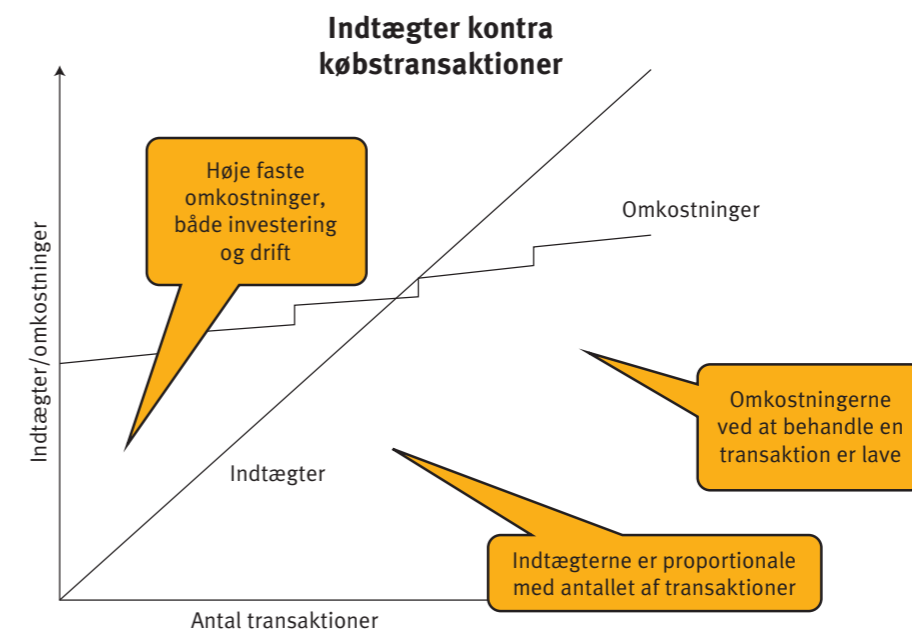 Indtægter kontra
købstransaktioner
Høje faste
omkostninger,
både investering
og drift
Omkostninger
Indtægter/omkostninger
Omkostningerne
ved at behandle en
transaktion er lave
Indtægter
Indtægterne er proportionale
med antallet af transaktioner
Antal transaktioner